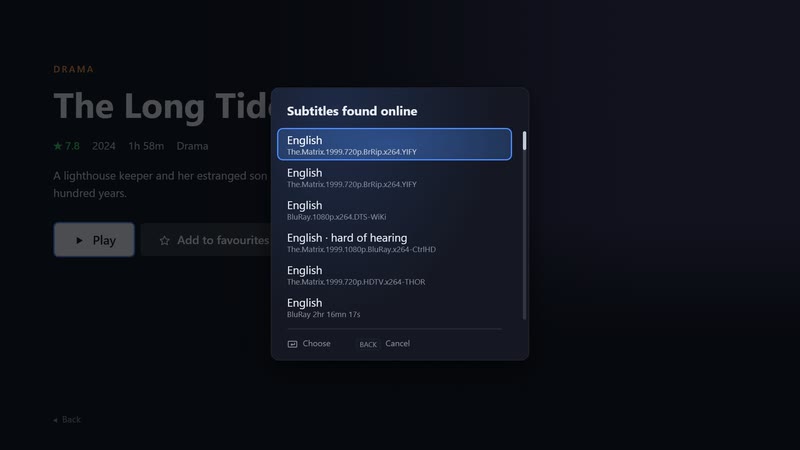 DRAMA
The Long Tid
★ 7.8 2024 1h 58m Drama
A lighthouse keeper and her estranged son
hundred years.
Play
Add to favourites
Subtitles found online
English
The.Matrix.1999.720p.BrRip.x264.YIFY
English
The.Matrix.1999.720p.BrRip.x264.YIFY
English
BluRay.1080p.x264.DTS-WiKi
English · hard of hearing
The.Matrix.1999.1080p.BluRay.x264-CtrlHD
English
The.Matrix.1999.720p.HDTV.x264-THOR
English
BluRay 2hr 16mn 17s
Choose BACK Cancel
Back